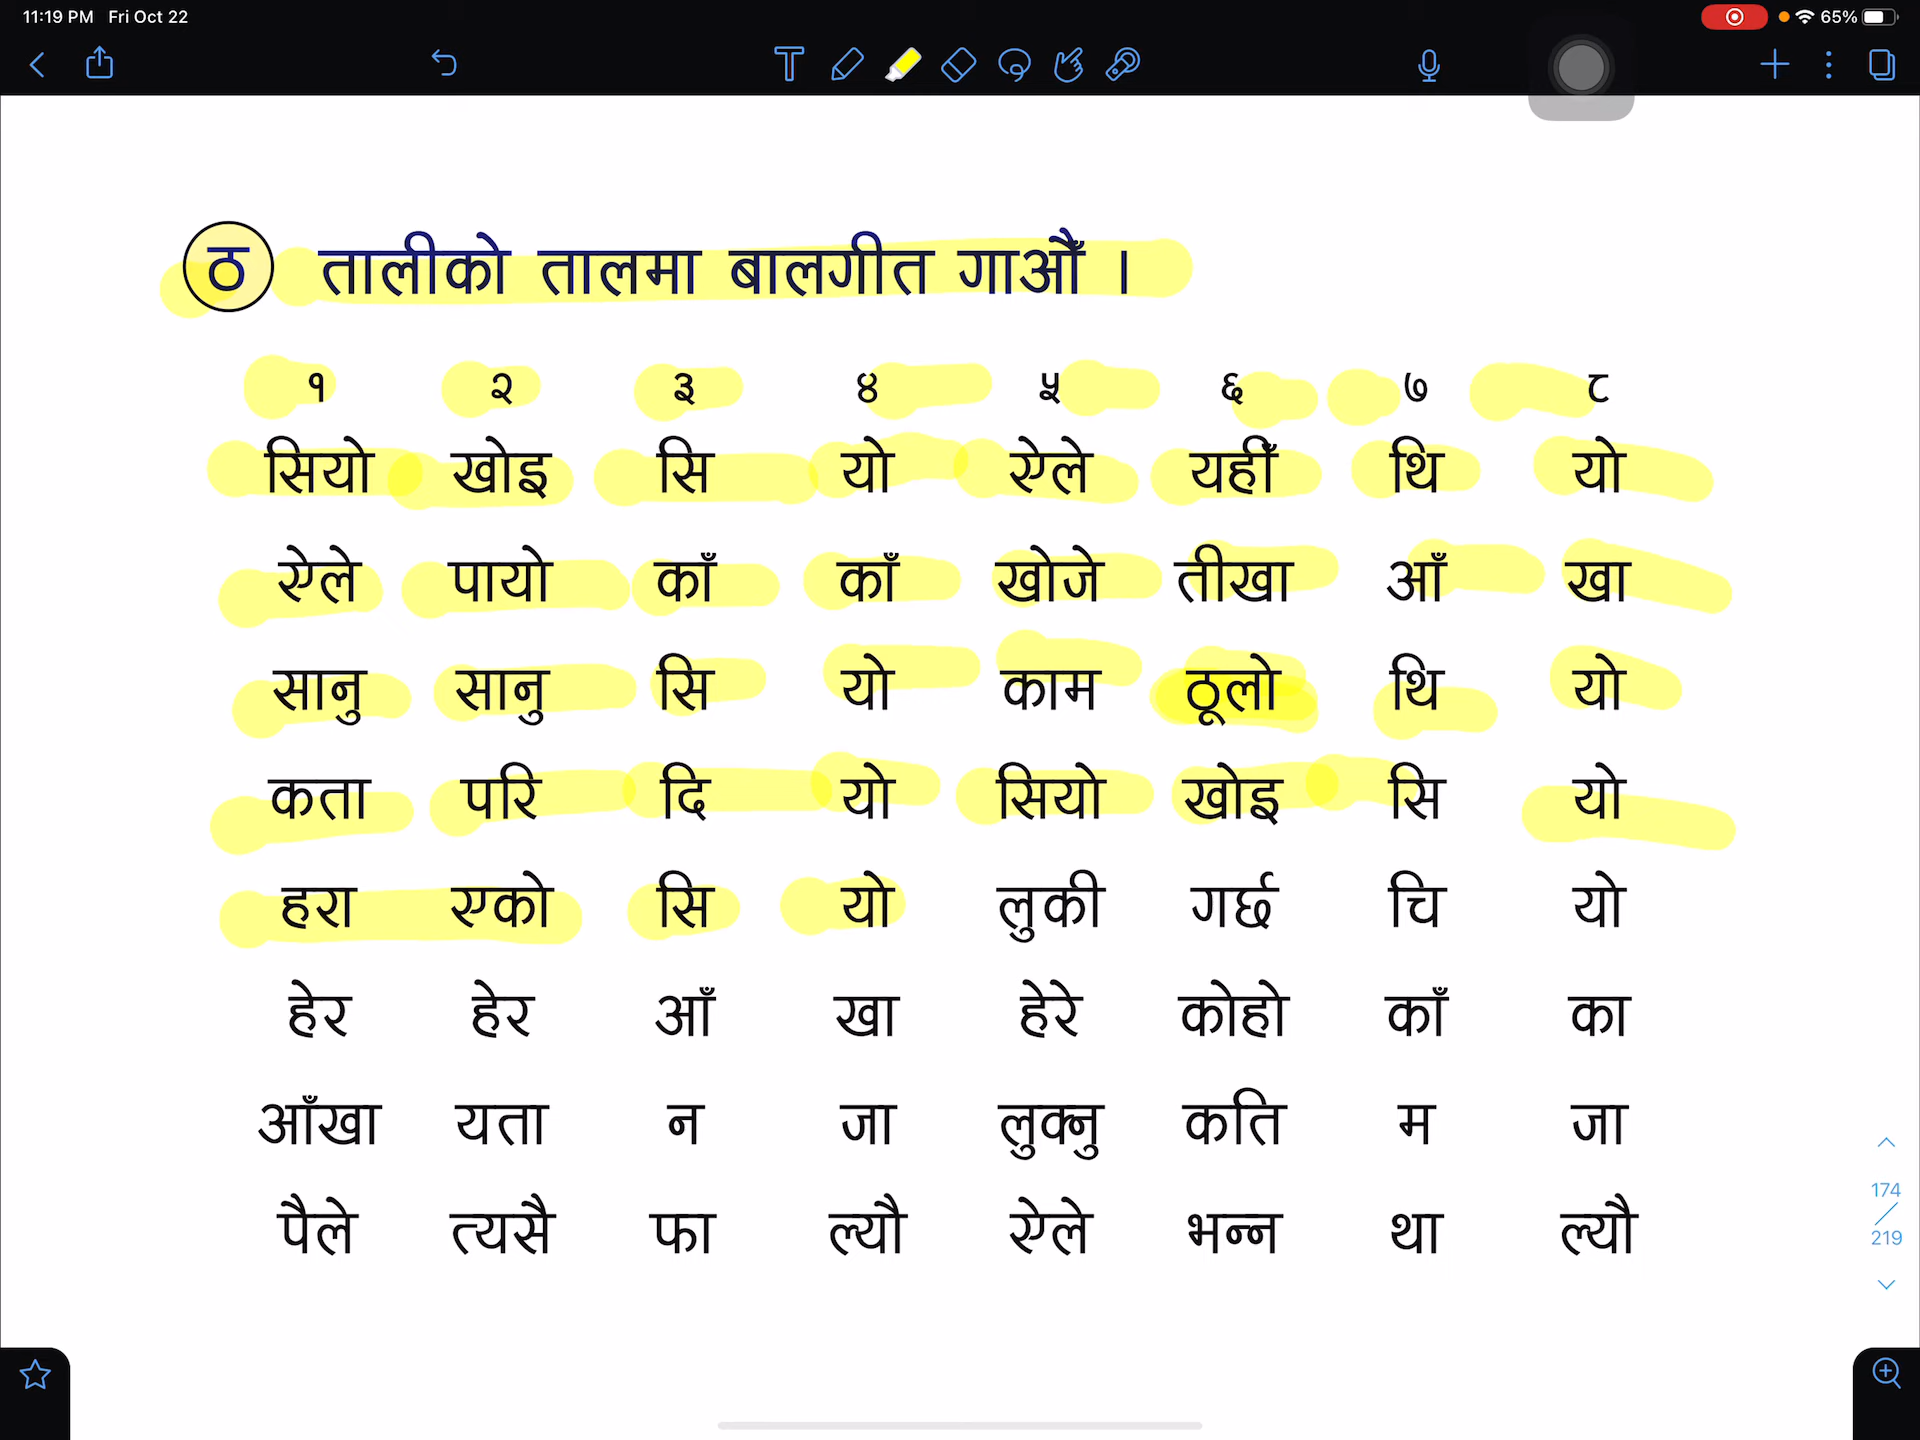 11:19 PM Fri Oct 22 65%
ठ तालीको तालमा बालगीत गाऔँ ।
१ २ ३ ४ ५ ६ ७ ८
सियो खोइ सि यो ऐले यहीँ थि यो
ऐले पायो काँ काँ खोजे तीखा आँ खा
सानु सानु सि यो काम ठूलो थि यो
कता परि दि यो सियो खोइ सि यो
हरा एको सि यो लुकी गर्छ चि यो
हेर हेर आँ खा हेरे कोहो काँ का
आँखा यता न जा लुक्नु कति म जा
पैले त्यसै फा ल्यौ ऐले भन्न था ल्यौ
174
219